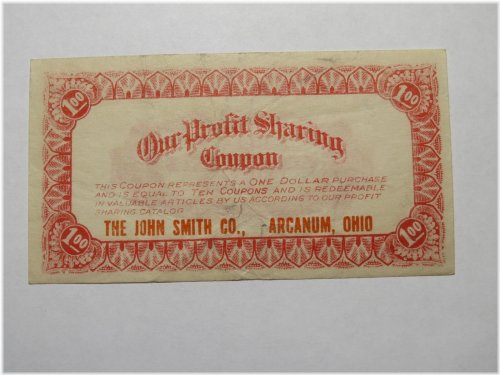 1.00 1.00
Our Profit Sharing
Coupon
THIS COUPON REPRESENTS A ONE DOLLAR PURCHASE
AND IS EQUAL TO TEN COUPONS AND IS REDEEMABLE
IN VALUABLE ARTICLES BY US ACCORDING TO OUR PROFIT
SHARING CATALOG
THE JOHN SMITH CO., ARCANUM, OHIO
1.00 1.00